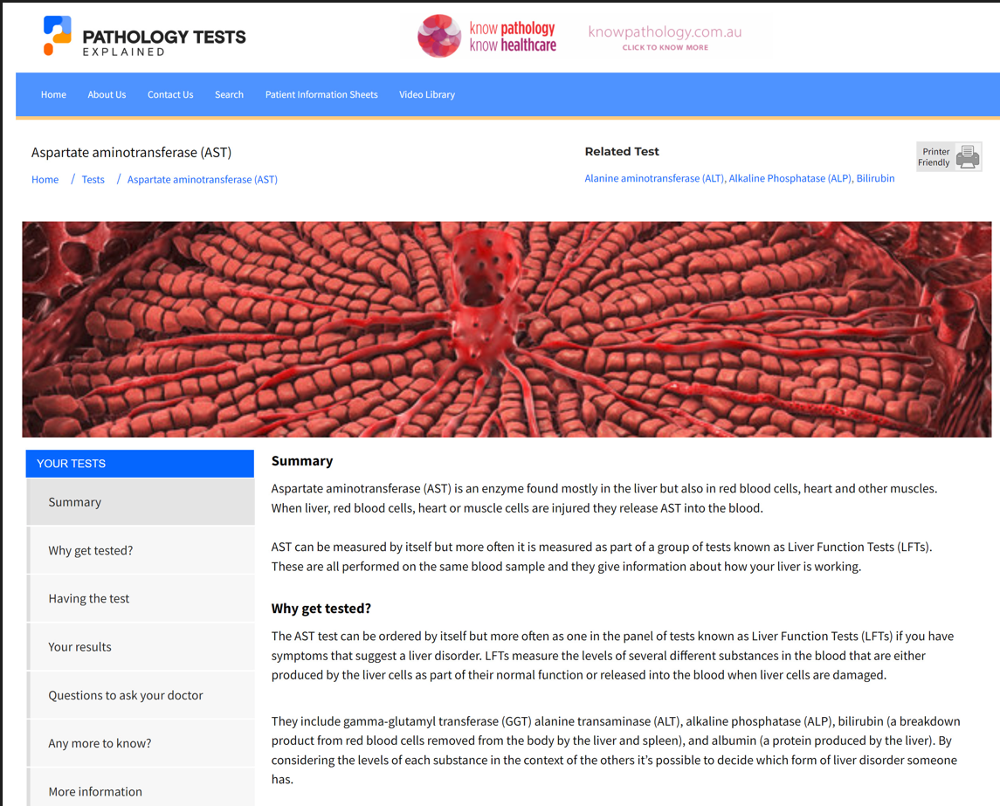 PATHOLOGY TESTS
EXPLAINED
know pathology
know healthcare
knowpathology.com.au
CLICK TO KNOW MORE
Home About Us Contact Us Search Patient Information Sheets Video Library
Aspartate aminotransferase (AST)
Home / Tests / Aspartate aminotransferase (AST)
Related Test
Alanine aminotransferase (ALT), Alkaline Phosphatase (ALP), Bilirubin
Printer
Friendly
YOUR TESTS
Summary
Why get tested?
Having the test
Your results
Questions to ask your doctor
Any more to know?
More information
Summary
Aspartate aminotransferase (AST) is an enzyme found mostly in the liver but also in red blood cells, heart and other muscles.
When liver, red blood cells, heart or muscle cells are injured they release AST into the blood.
AST can be measured by itself but more often it is measured as part of a group of tests known as Liver Function Tests (LFTs).
These are all performed on the same blood sample and they give information about how your liver is working.
Why get tested?
The AST test can be ordered by itself but more often as one in the panel of tests known as Liver Function Tests (LFTs) if you have
symptoms that suggest a liver disorder. LFTs measure the levels of several different substances in the blood that are either
produced by the liver cells as part of their normal function or released into the blood when liver cells are damaged.
They include gamma-glutamyl transferase (GGT) alanine transaminase (ALT), alkaline phosphatase (ALP), bilirubin (a breakdown
product from red blood cells removed from the body by the liver and spleen), and albumin (a protein produced by the liver). By
considering the levels of each substance in the context of the others it’s possible to decide which form of liver disorder someone
has.